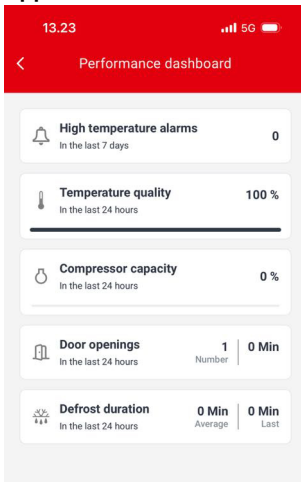 13.23 5G
Performance dashboard
High temperature alarms 0
In the last 7 days
Temperature quality 100 %
In the last 24 hours
Compressor capacity 0 %
In the last 24 hours
Door openings 1 0 Min
In the last 24 hours Number
Defrost duration 0 Min 0 Min
In the last 24 hours Average Last